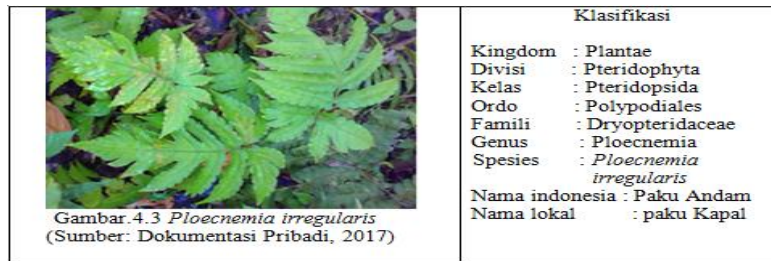 Gambar.4.3 Ploecnemia irregularis
(Sumber: Dokumentasi Pribadi, 2017)
Klasifikasi
Kingdom : Plantae
Divisi : Pteridophyta
Kelas : Pteridopsida
Ordo : Polypodiales
Famili : Dryopteridaceae
Genus : Ploecnemia
Spesies : Ploecnemia
irregularis
Nama indonesia : Paku Andam
Nama lokal : paku Kapal